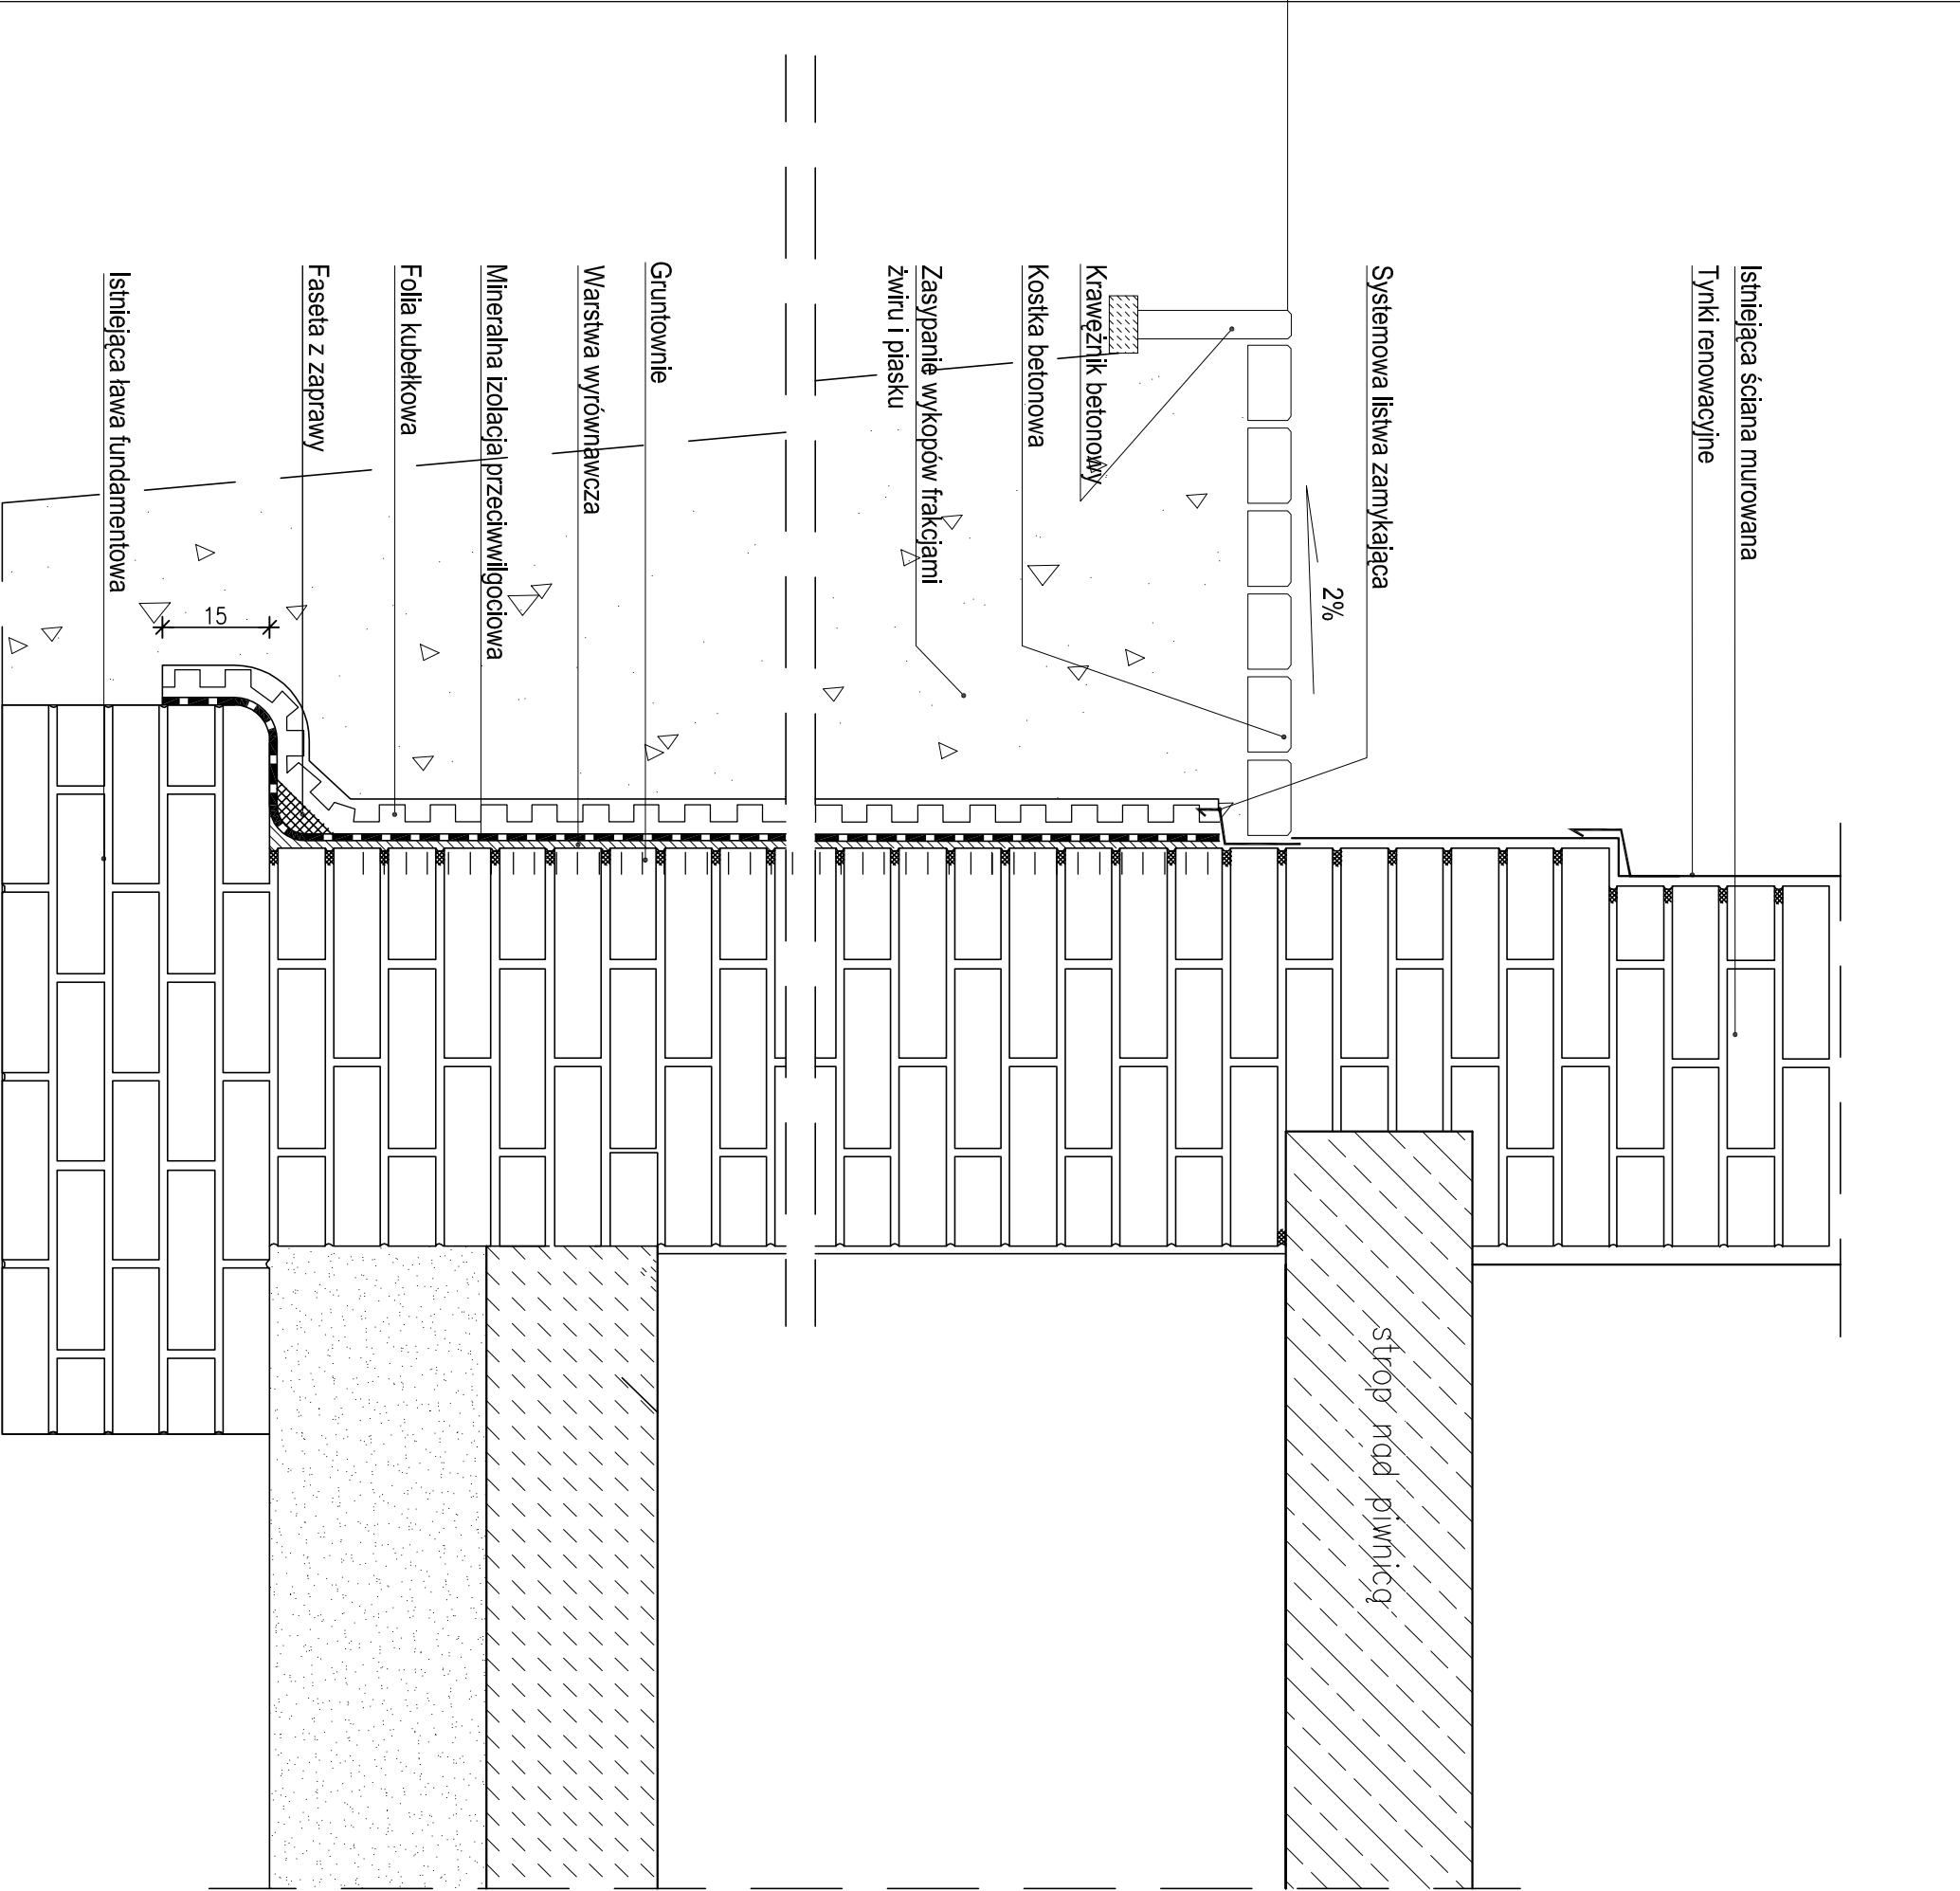 Istniejąca ściana murowana
Tynki renowacyjne
Systemowa listwa zamykająca
2%
Krawężnik betonowy
Kostka betonowa
Zasypanie wykopów frakcjami
żwiru i piasku
Gruntownie
Warstwa wyrównawcza
Mineralna izolacja przeciwwilgociowa
Folia kubełkowa
Faseta z zaprawy
Istniejąca ława fundamentowa
15
strop nad piwnicą